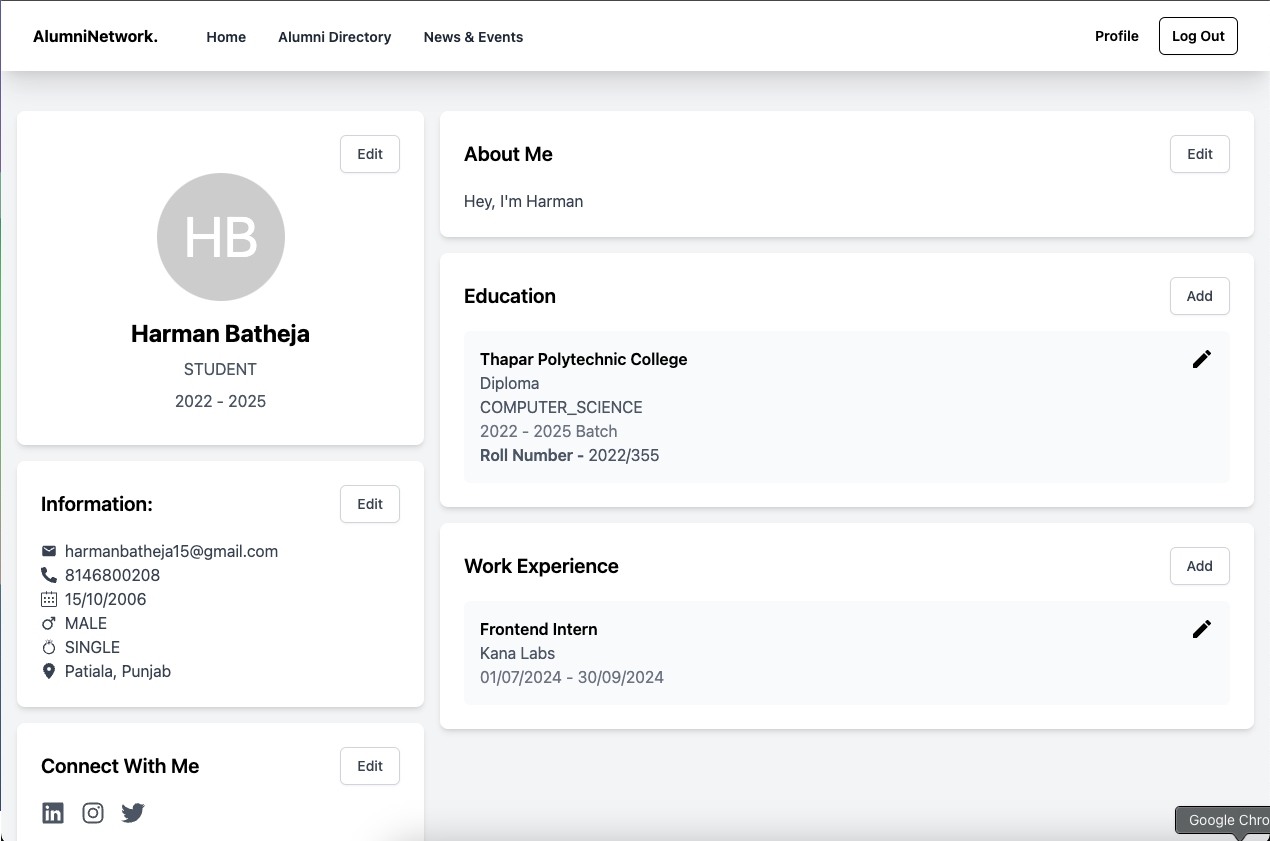 AlumniNetwork.
Home
Alumni Directory
News & Events
Profile
Log Out
Edit
HB
Harman Batheja
STUDENT
2022 - 2025
Information:
Edit
harmanbatheja15@gmail.com
8146800208
15/10/2006
MALE
SINGLE
Patiala, Punjab
Connect With Me
Edit
About Me
Edit
Hey, I'm Harman
Education
Add
Thapar Polytechnic College
Diploma
COMPUTER_SCIENCE
2022 - 2025 Batch
Roll Number - 2022/355
Work Experience
Add
Frontend Intern
Kana Labs
01/07/2024 - 30/09/2024
Google Chro